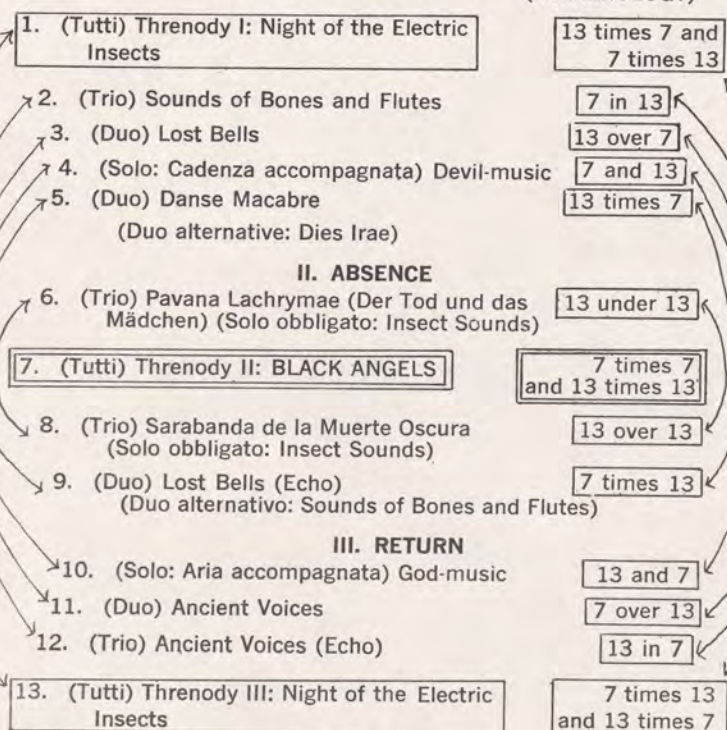 1. (Tutti) Threnody I: Night of the Electric 13 times 7 and
Insects 7 times 13
2. (Trio) Sounds of Bones and Flutes 7 in 13
3. (Duo) Lost Bells 13 over 7
4. (Solo: Cadenza accompagnata) Devil-music 7 and 13
5. (Duo) Danse Macabre 13 times 7
(Duo alternative: Dies Irae)
II. ABSENCE
6. (Trio) Pavana Lachrymae (Der Tod und das 13 under 13
Mädchen) (Solo obbligato: Insect Sounds)
7. (Tutti) Threnody II: BLACK ANGELS 7 times 7
and 13 times 13
8. (Trio) Sarabanda de la Muerte Oscura 13 over 13
(Solo obbligato: Insect Sounds)
9. (Duo) Lost Bells (Echo) 7 times 13
(Duo alternativo: Sounds of Bones and Flutes)
III. RETURN
10. (Solo: Aria accompagnata) God-music 13 and 7
11. (Duo) Ancient Voices 7 over 13
12. (Trio) Ancient Voices (Echo) 13 in 7
13. (Tutti) Threnody III: Night of the Electric 7 times 13
Insects and 13 times 7